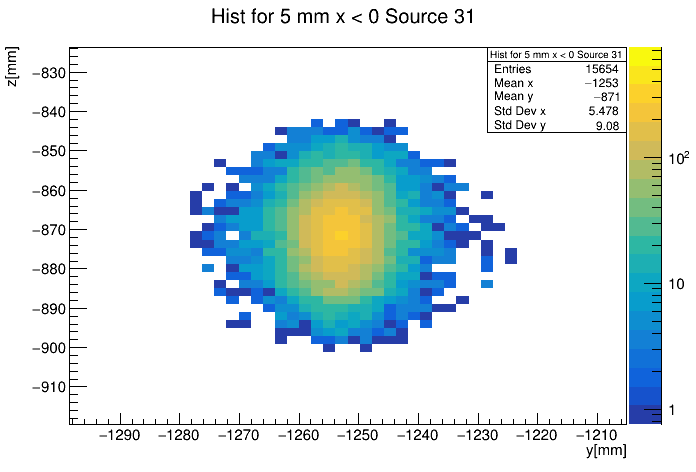 Hist for 5 mm x < 0 Source 31
z[mm]
Hist for 5 mm x < 0 Source 31
Entries 15654
Mean x −1253
Mean y −871
Std Dev x 5.478
Std Dev y 9.08
−830
−840
−850
−860
−870
−880
−890
−900
−910
10²
10
1
−1290 −1280 −1270 −1260 −1250 −1240 −1230 −1220 −1210
y[mm]